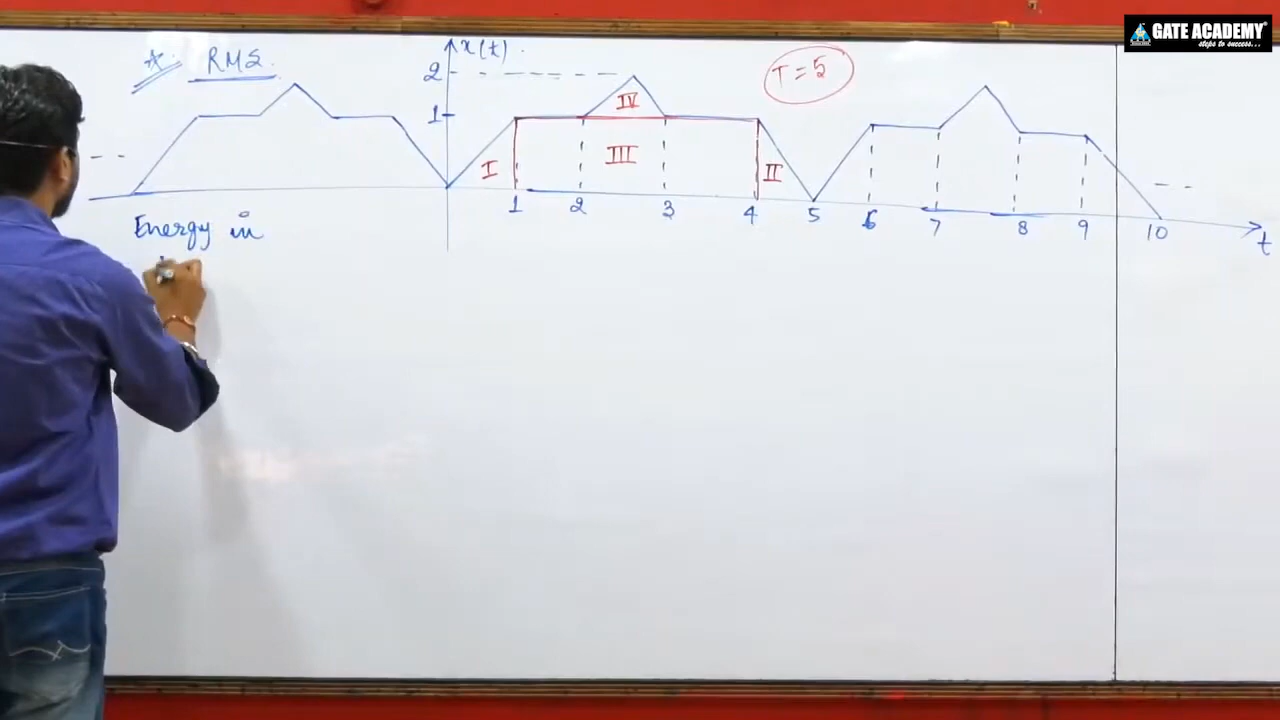 GATE ACADEMY
steps to success...
RMS
x(t)
T = 5
2
1
IV
I
III
II
1 2 3 4 5 6 7 8 9 10
t
Energy in